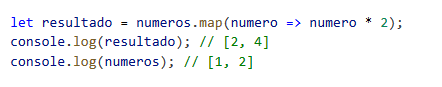 let resultado = numeros.map(numero => numero * 2);
console.log(resultado); // [2, 4]
console.log(numeros); // [1, 2]